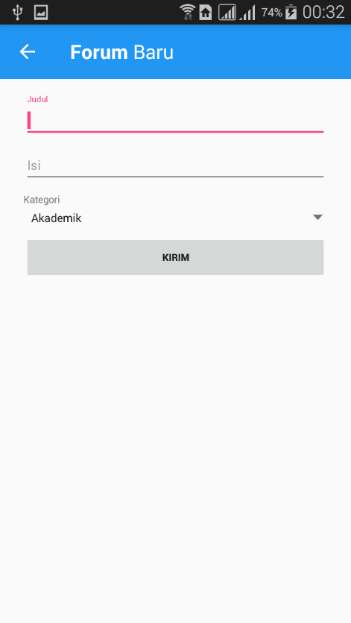 74% 00:32
Forum Baru
Judul
Isi
Kategori
Akademik
KIRIM